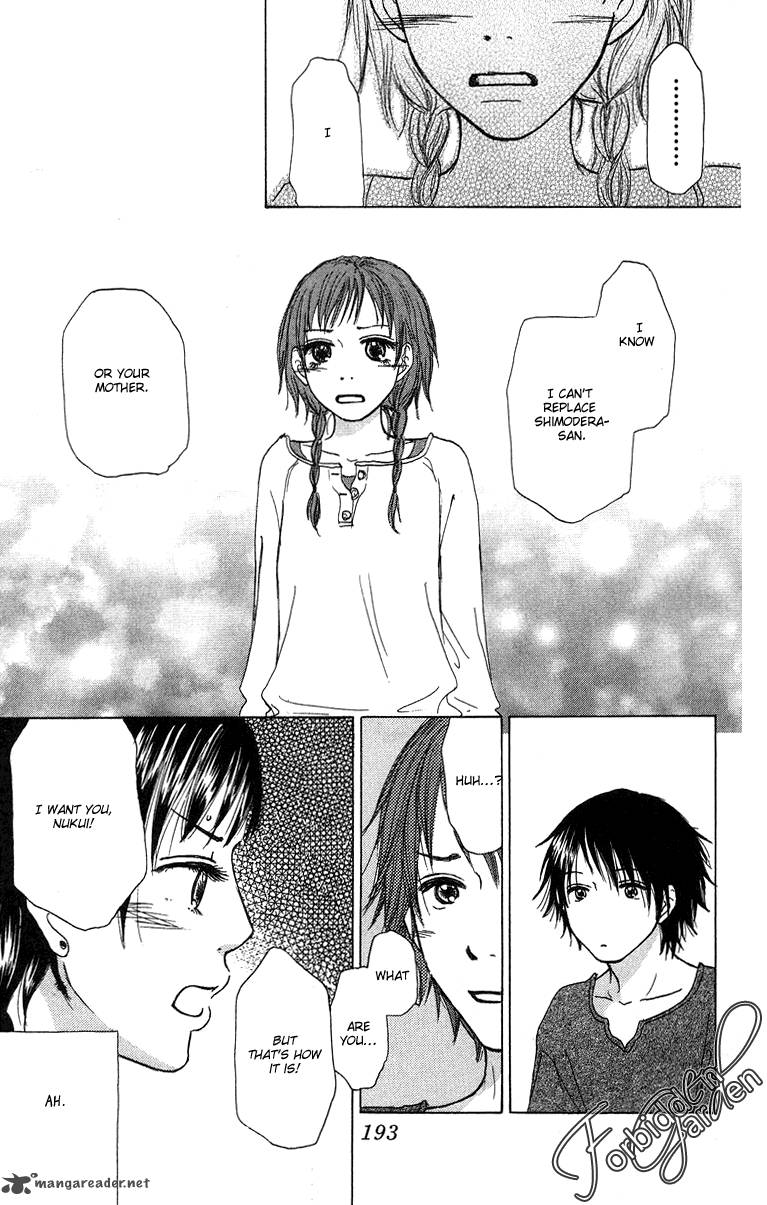 .........
I
I
KNOW
I CAN'T
REPLACE
SHIMODERA-
SAN.
OR YOUR
MOTHER.
HUH...?
WHAT
ARE
YOU...
BUT
THAT'S HOW
IT IS!
I WANT YOU,
NUKUI!
AH.
193
Forbidden
Garden
mangareader.net